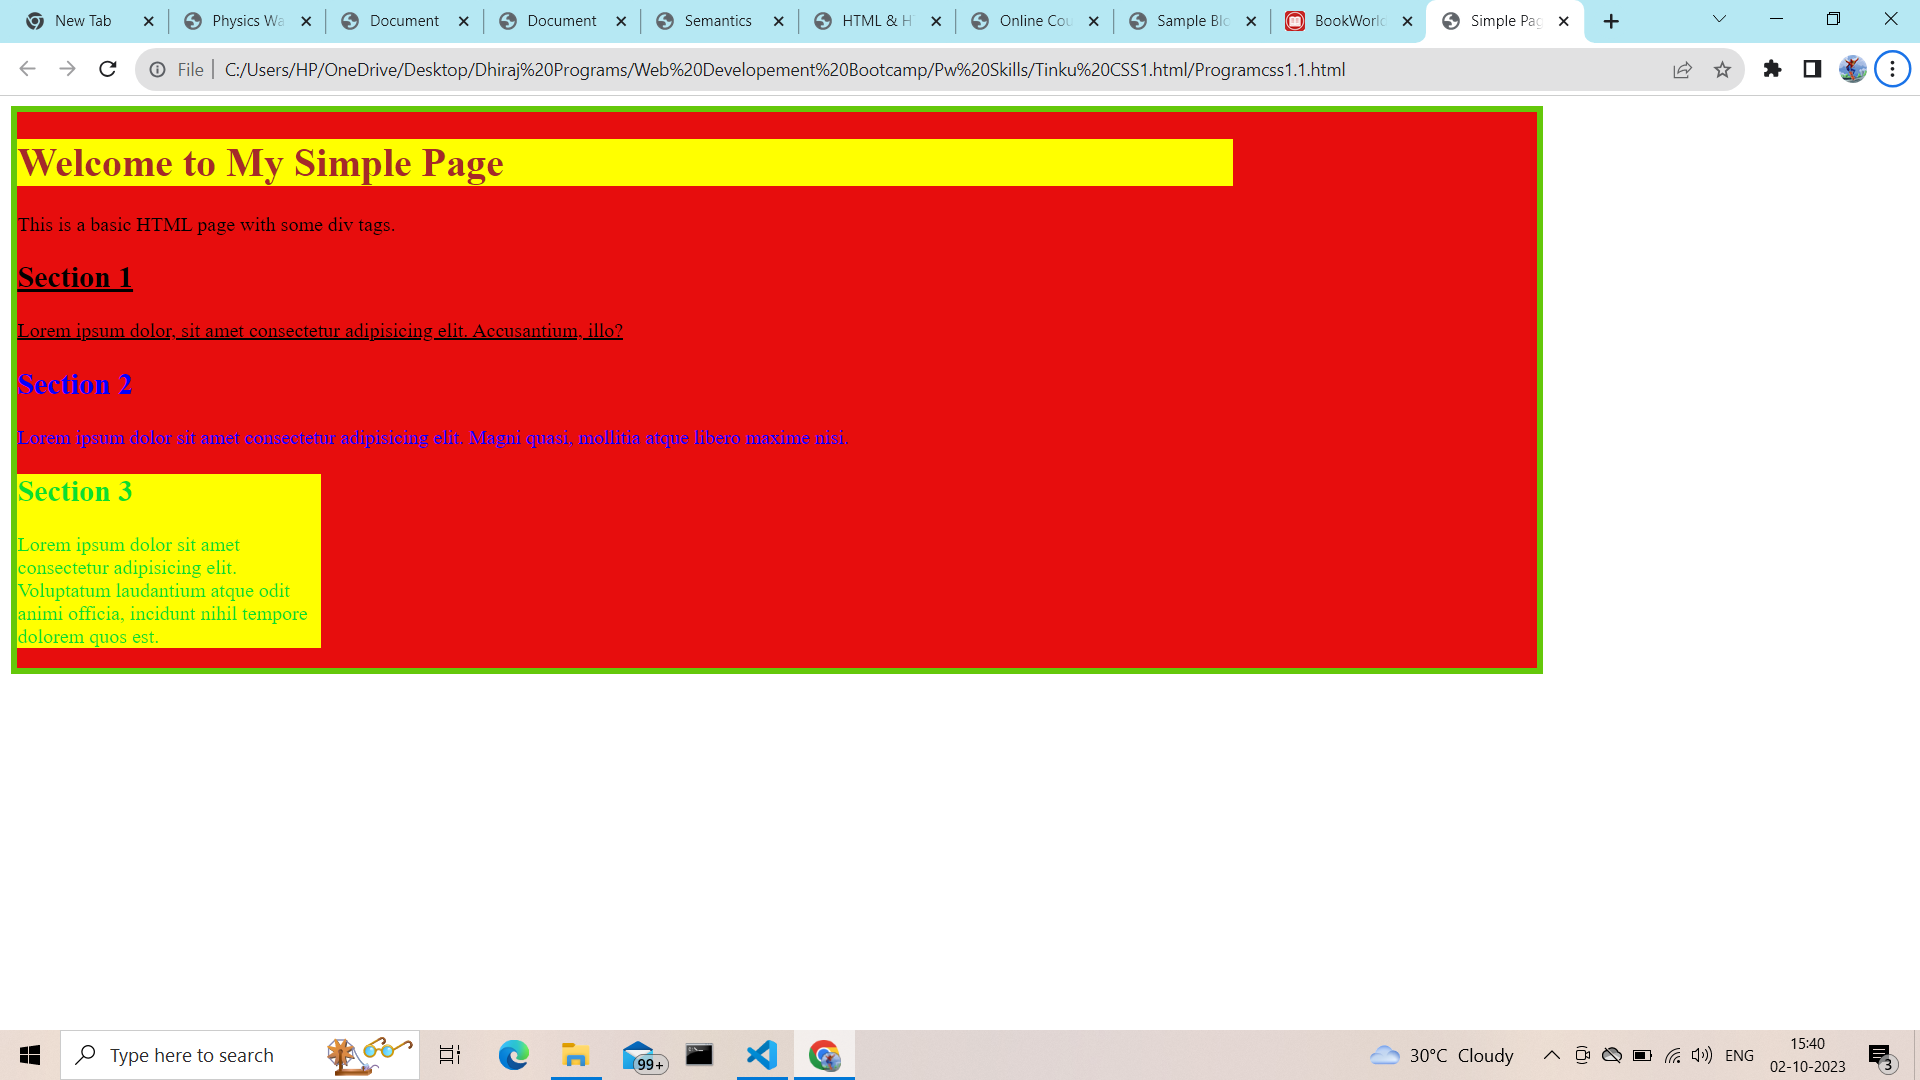 New Tab
Physics Wa
Document
Document
Semantics
HTML & H
Online Cou
Sample Blo
BookWorld
Simple Pag
File
C:/Users/HP/OneDrive/Desktop/Dhiraj%20Programs/Web%20Developement%20Bootcamp/Pw%20Skills/Tinku%20CSS1.html/Programcss1.1.html
Welcome to My Simple Page
This is a basic HTML page with some div tags.
Section 1
Lorem ipsum dolor, sit amet consectetur adipisicing elit. Accusantium, illo?
Section 2
Lorem ipsum dolor sit amet consectetur adipisicing elit. Magni quasi, mollitia atque libero maxime nisi.
Section 3
Lorem ipsum dolor sit amet
consectetur adipisicing elit.
Voluptatum laudantium atque odit
animi officia, incidunt nihil tempore
dolorem quos est.
Type here to search
99+
30°C Cloudy
ENG
15:40
02-10-2023
3